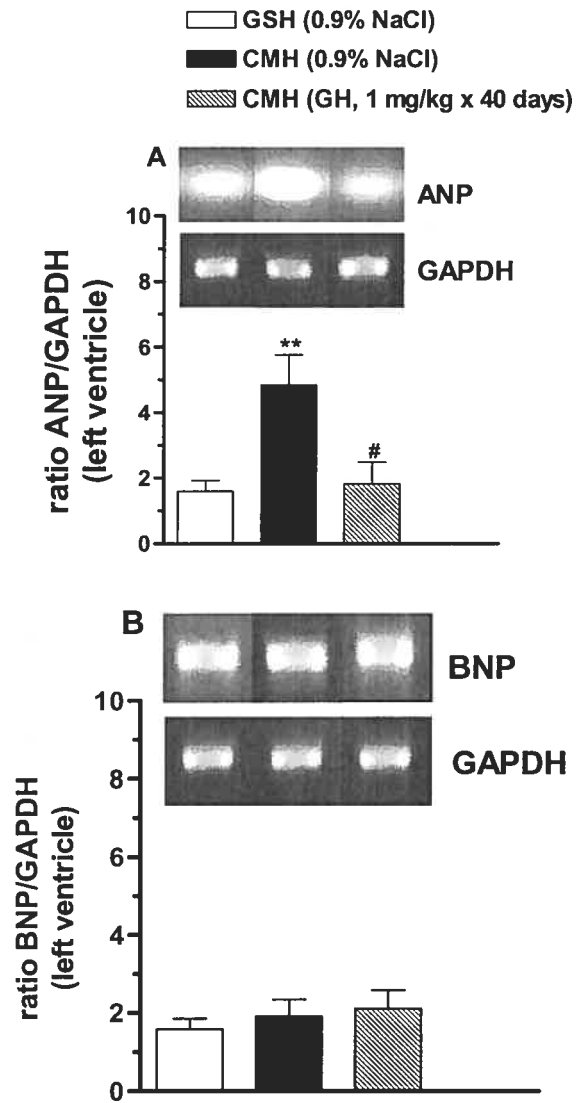 GSH (0.9% NaCl)
CMH (0.9% NaCl)
CMH (GH, 1 mg/kg x 40 days)
A
ANP
GAPDH
10
8
6
4
2
0
**
#
ratio ANP/GAPDH
(left ventricle)
B
BNP
GAPDH
10
8
6
4
2
0
ratio BNP/GAPDH
(left ventricle)